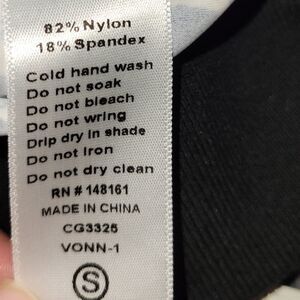 82% Nylon
18% Spandex
Cold hand wash
Do not soak
Do not bleach
Do not wring
Drip dry in shade
Do not Iron
Do not dry clean
RN # 148161
MADE IN CHINA
CG3325
VONN-1
S